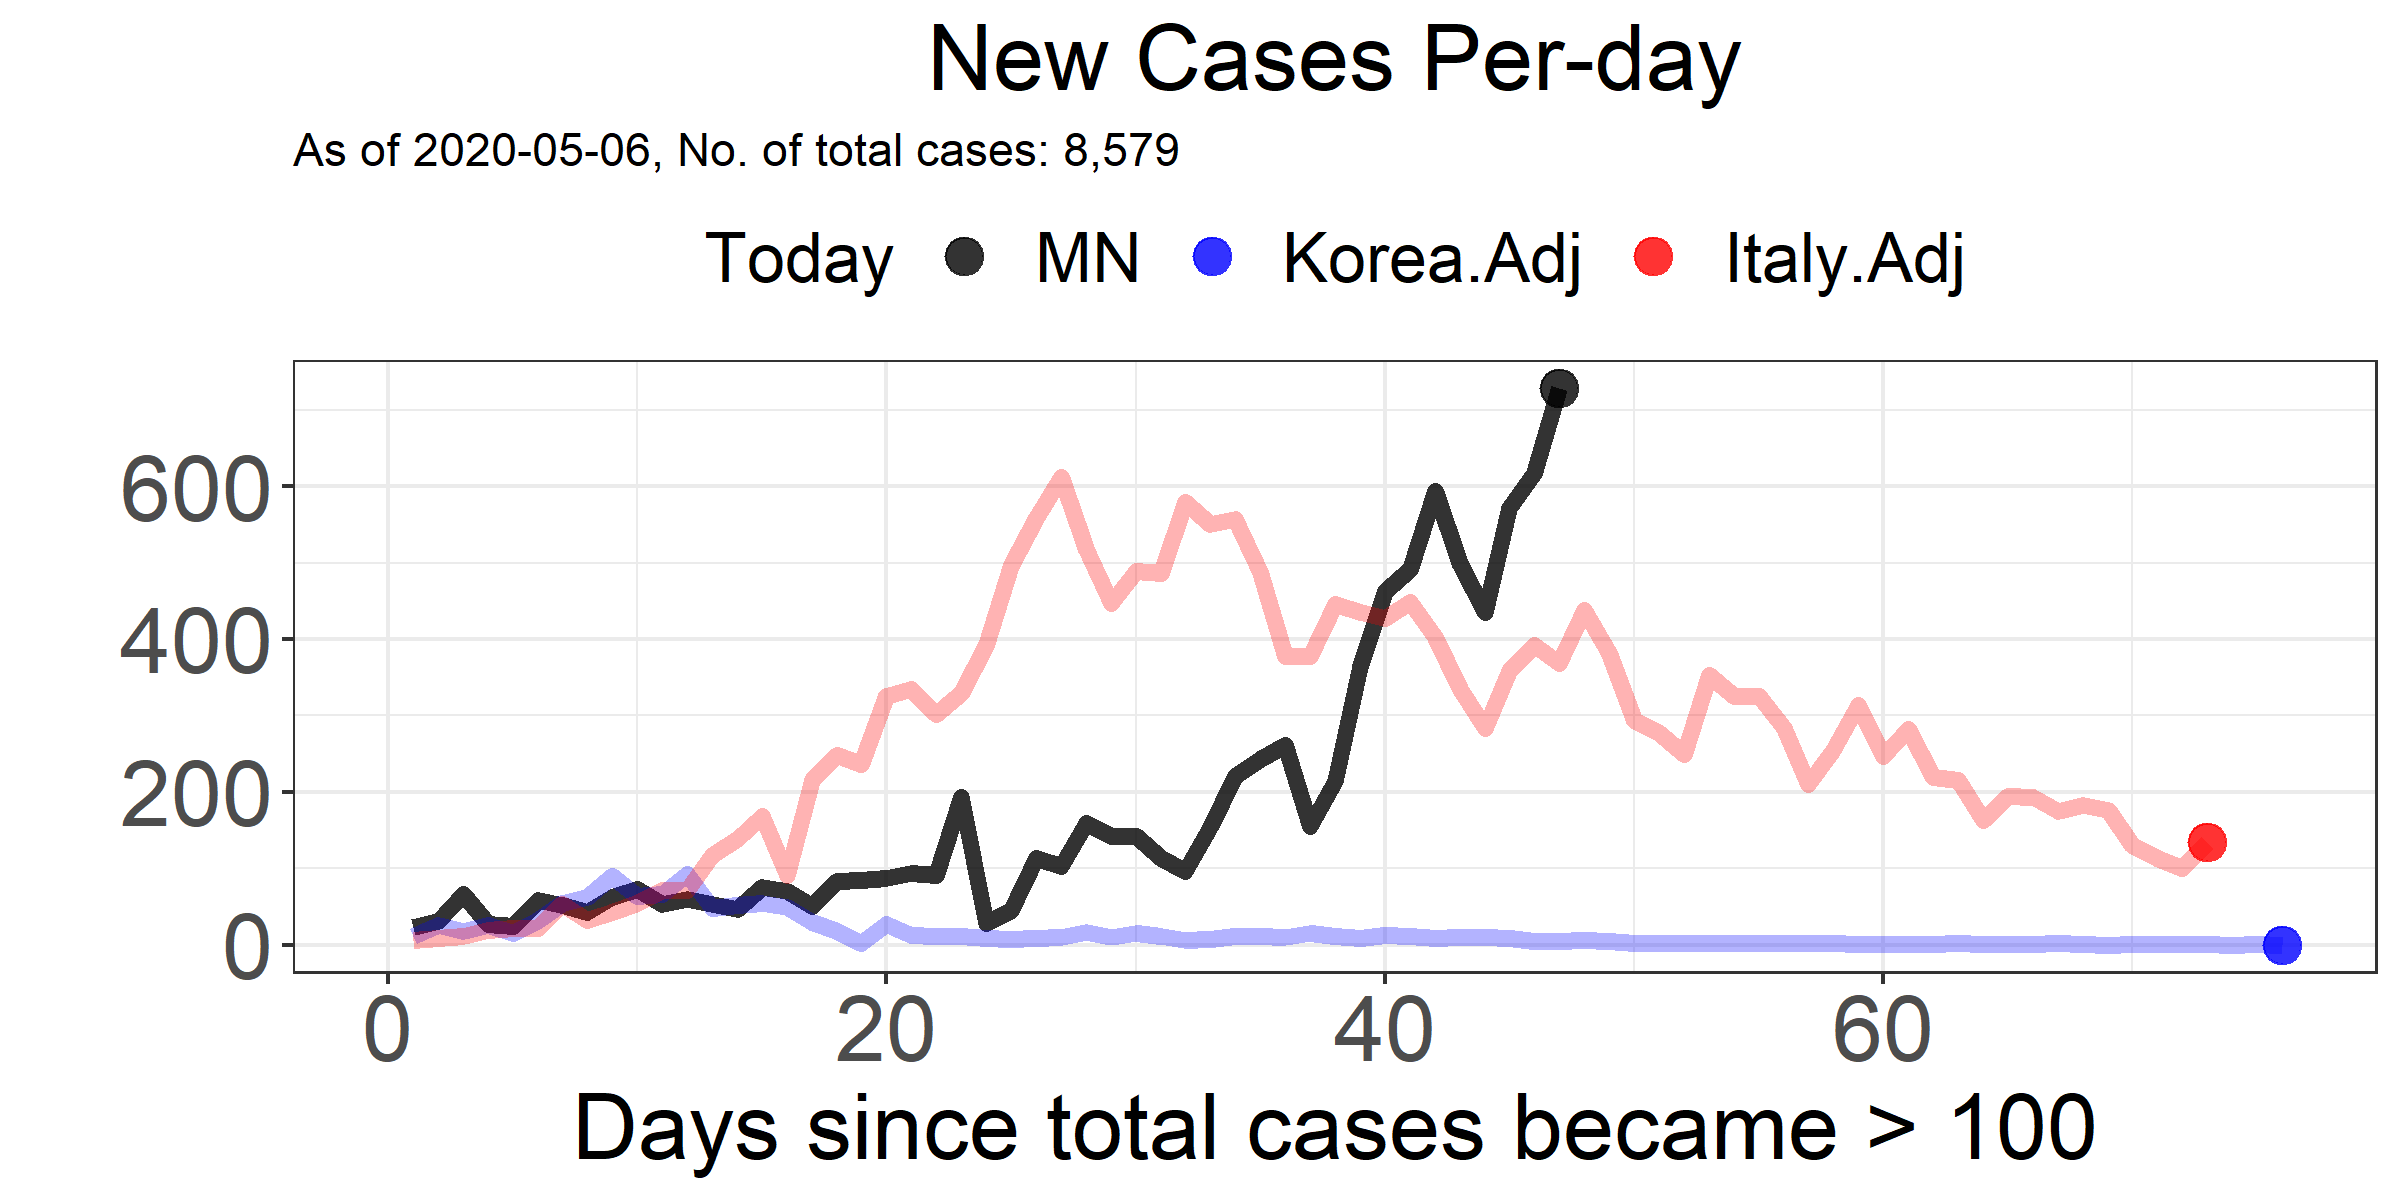 New Cases Per-day
As of 2020-05-06, No. of total cases: 8,579
Today MN Korea.Adj Italy.Adj
600
400
200
0
0 20 40 60
Days since total cases became > 100